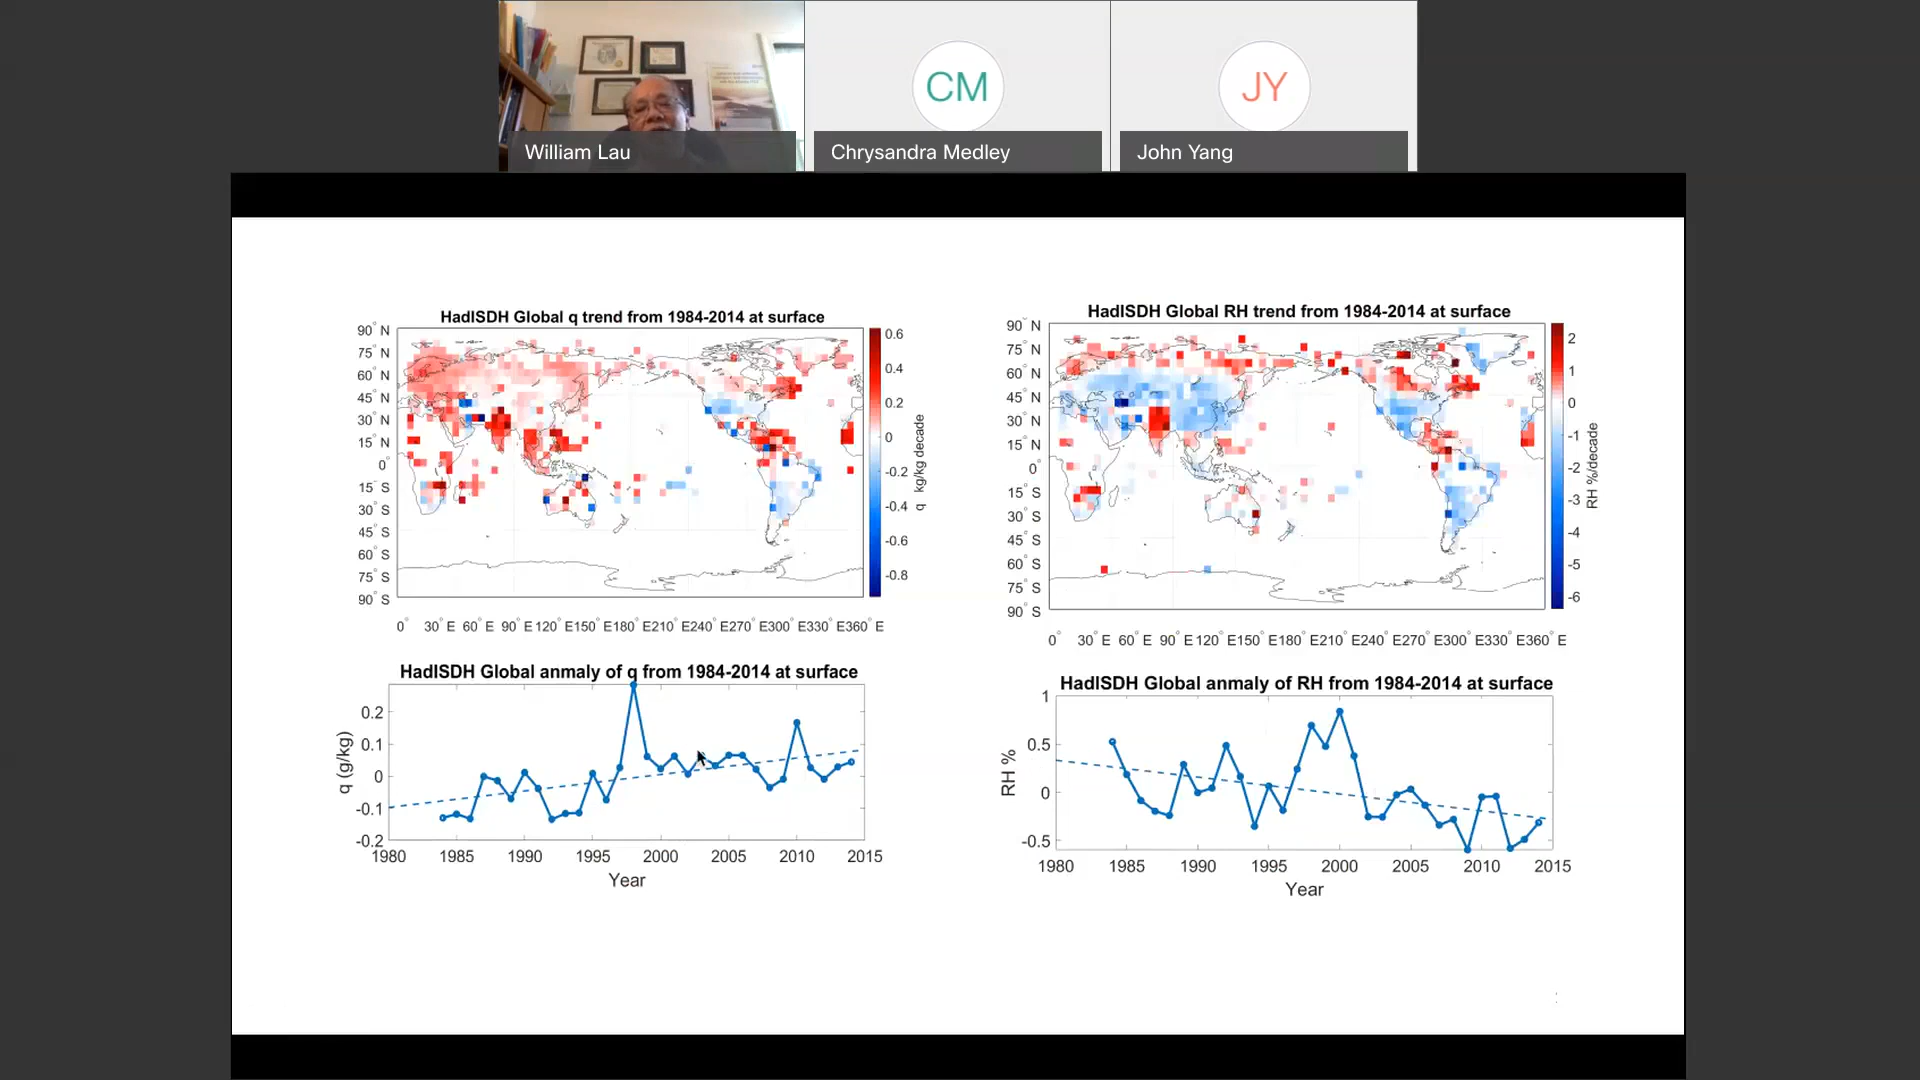 CM
JY
William Lau
Chrysandra Medley
John Yang
HadISDH Global q trend from 1984-2014 at surface
90° N
75° N
60° N
45° N
30° N
15° N
0°
15° S
30° S
45° S
60° S
75° S
90° S
0° 30° E 60° E 90° E 120° E150° E180° E210° E240° E270° E300° E330° E360° E
0.6
0.4
0.2
0
-0.2
-0.4
-0.6
-0.8
q kg/kg decade
HadISDH Global RH trend from 1984-2014 at surface
90° N
75° N
60° N
45° N
30° N
15° N
0°
15° S
30° S
45° S
60° S
75° S
90° S
0° 30° E 60° E 90° E 120° E150° E180° E210° E240° E270° E300° E330° E360° E
2
1
0
-1
-2
-3
-4
-5
-6
RH %/decade
HadISDH Global anmaly of q from 1984-2014 at surface
q (g/kg)
0.2
0.1
0
-0.1
-0.2
1980 1985 1990 1995 2000 2005 2010 2015
Year
HadISDH Global anmaly of RH from 1984-2014 at surface
RH %
1
0.5
0
-0.5
1980 1985 1990 1995 2000 2005 2010 2015
Year